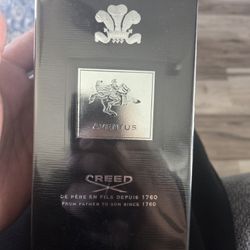 AVENTUS
CREED
DE PÈRE EN FILS DEPUIS 1760
FROM FATHER TO SON SINCE 1760